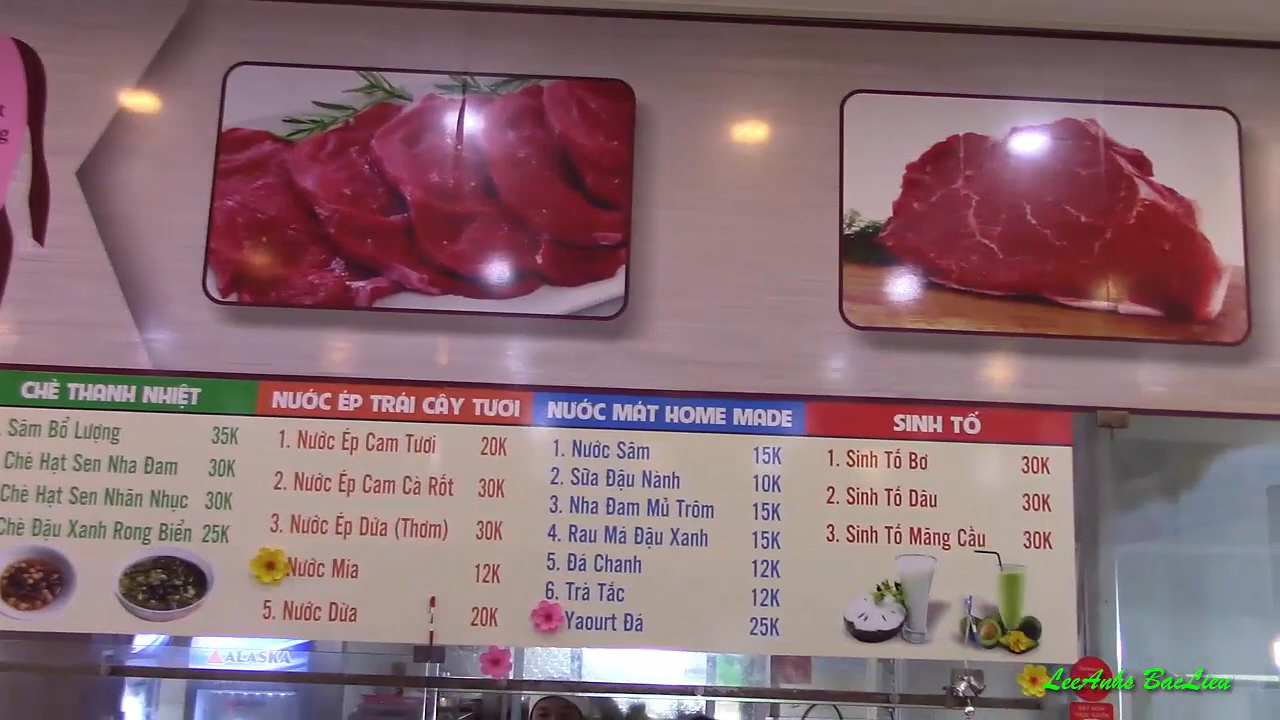 CHÈ THANH NHIỆT
Sâm Bổ Lượng 35K
Chè Hạt Sen Nha Đam 30K
Chè Hạt Sen Nhãn Nhục 30K
Chè Đậu Xanh Rong Biển 25K
NƯỚC ÉP TRÁI CÂY TƯƠI
1. Nước Ép Cam Tươi 20K
2. Nước Ép Cam Cà Rốt 30K
3. Nước Ép Dứa (Thơm) 30K
Nước Mía 12K
5. Nước Dừa 20K
NƯỚC MÁT HOME MADE
1. Nước Sâm 15K
2. Sữa Đậu Nành 10K
3. Nha Đam Mủ Trôm 15K
4. Rau Má Đậu Xanh 15K
5. Đá Chanh 12K
6. Trà Tắc 12K
Yaourt Đá 25K
SINH TỐ
1. Sinh Tố Bơ 30K
2. Sinh Tố Dâu 30K
3. Sinh Tố Mãng Cầu 30K
ALASKA
LeeAnhs BacLieu